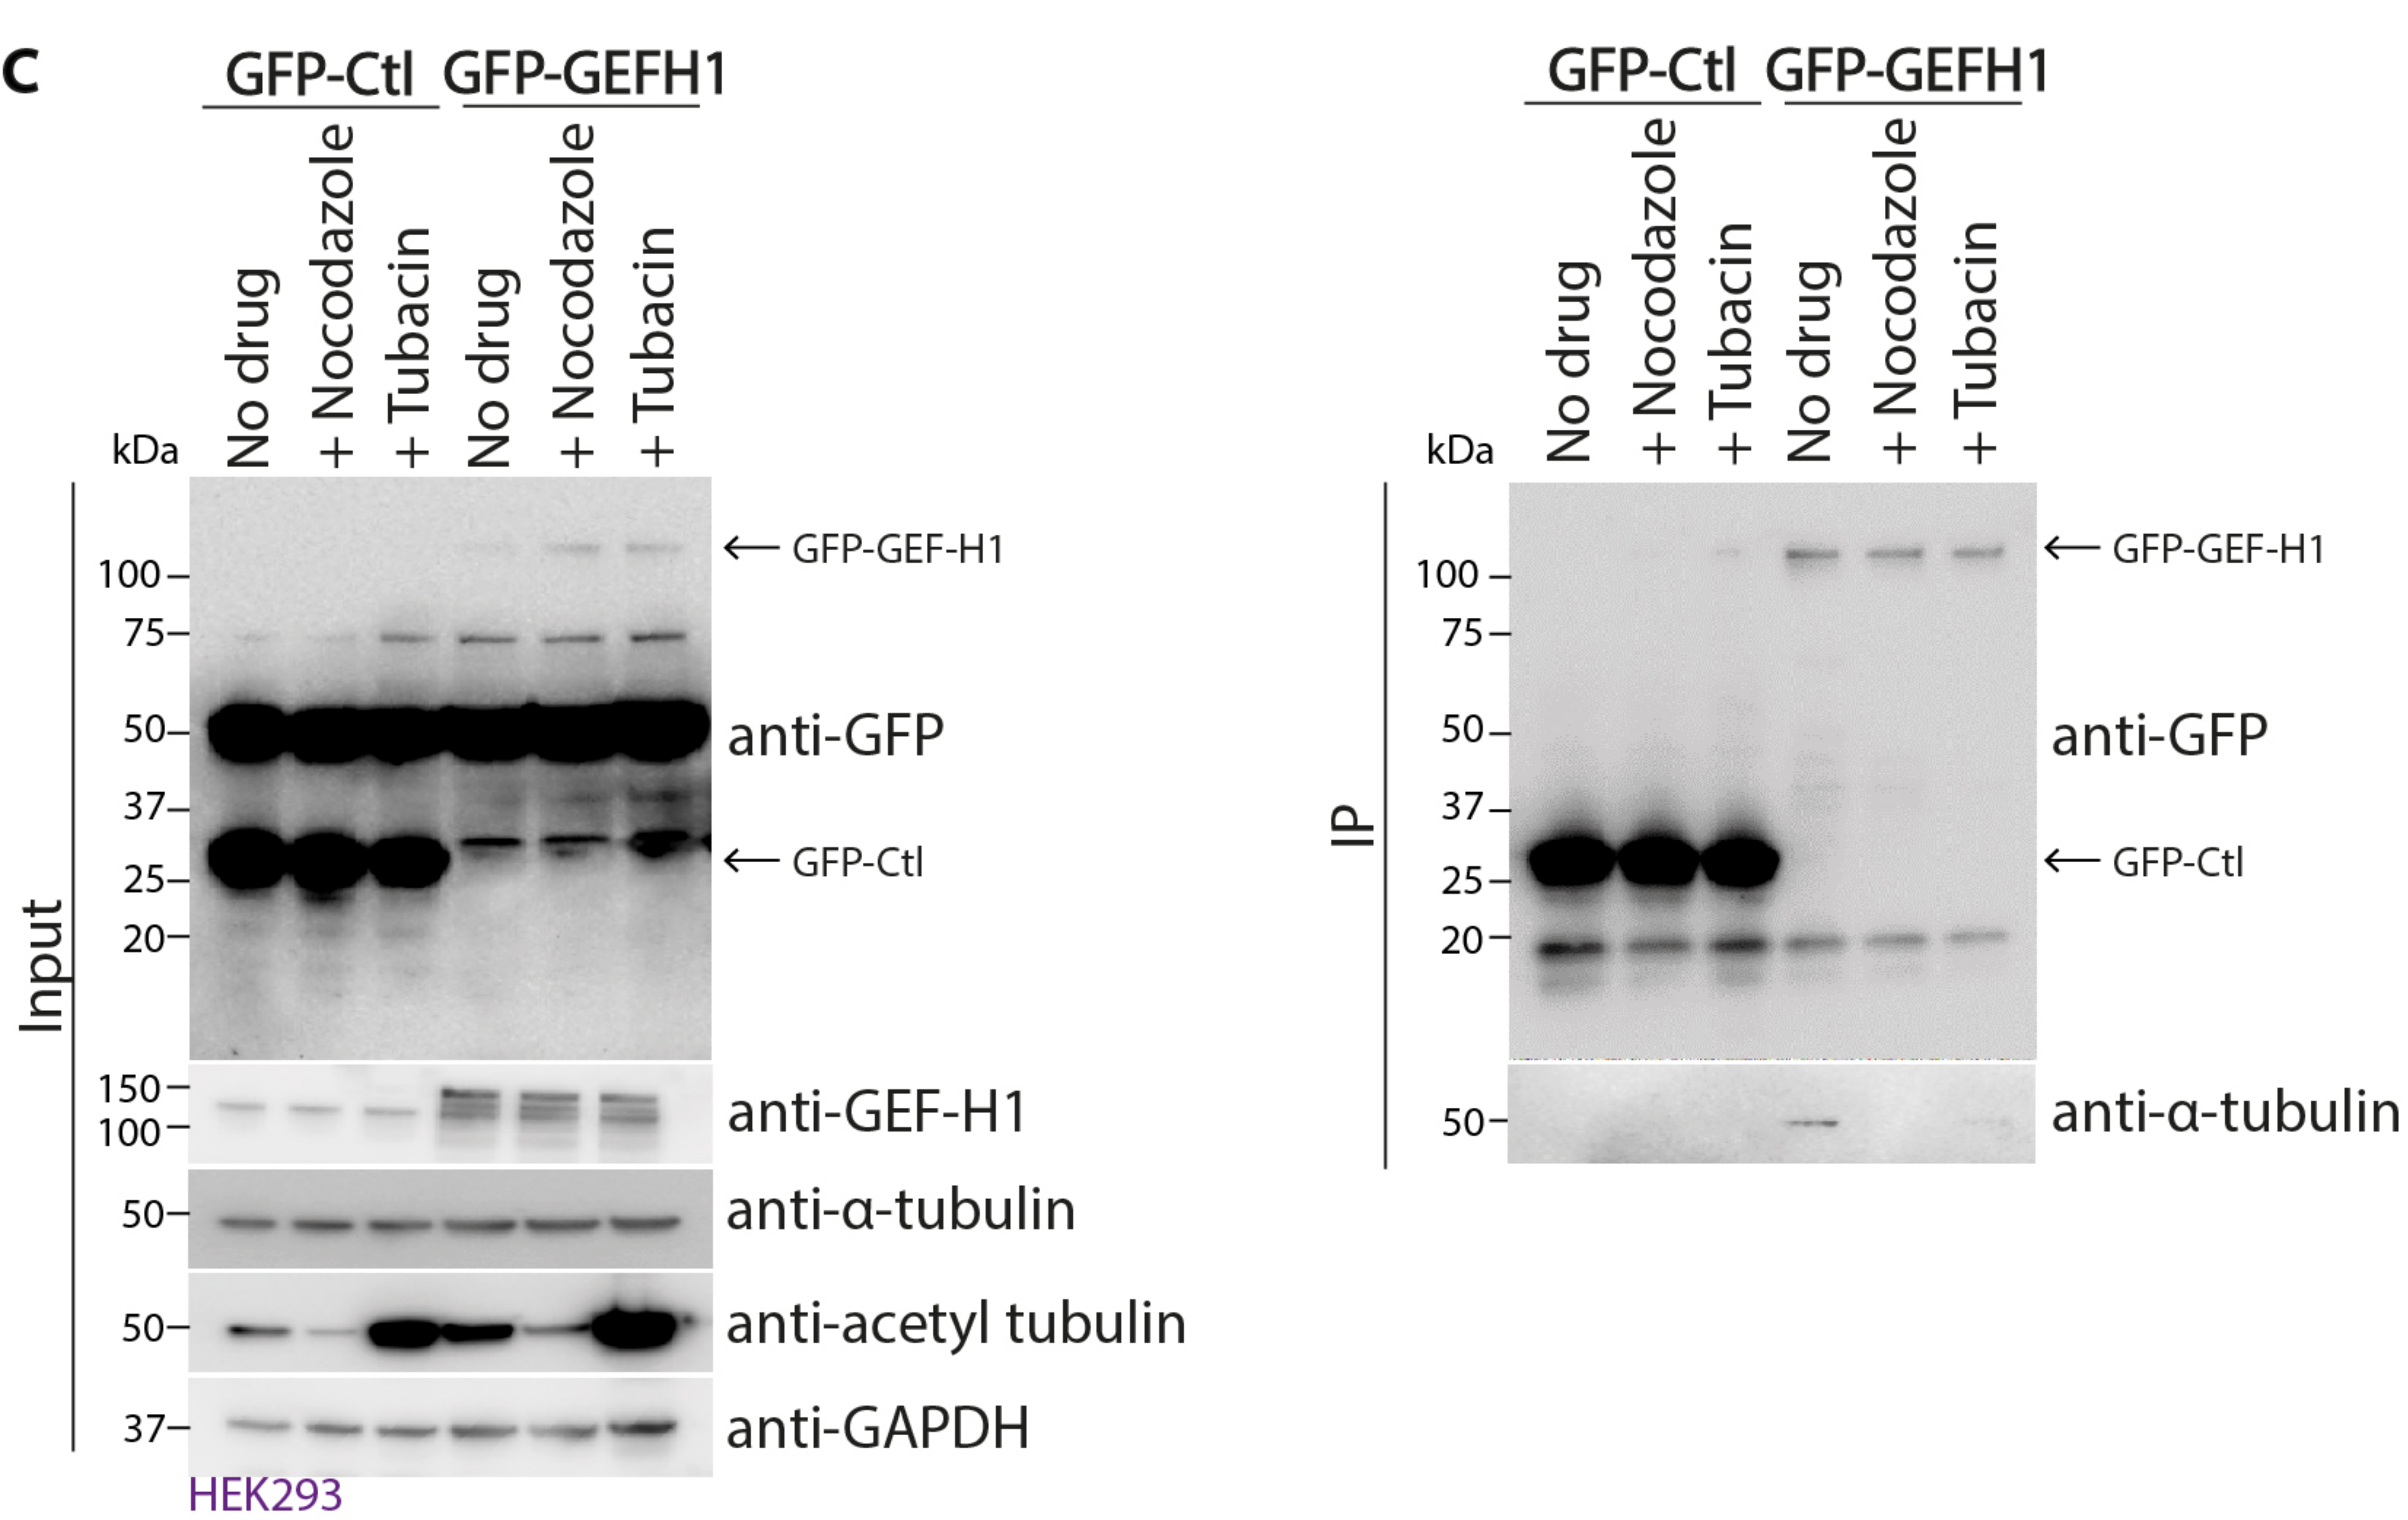 C
GFP-Ctl GFP-GEFH1
No drug
+ Nocodazole
+ Tubacin
No drug
+ Nocodazole
+ Tubacin
kDa
Input
100
75
50
37
25
20
← GFP-GEF-H1
anti-GFP
← GFP-Ctl
150
100
anti-GEF-H1
50
anti-α-tubulin
50
anti-acetyl tubulin
37
anti-GAPDH
HEK293
GFP-Ctl GFP-GEFH1
No drug
+ Nocodazole
+ Tubacin
No drug
+ Nocodazole
+ Tubacin
kDa
IP
100
75
50
37
25
20
← GFP-GEF-H1
anti-GFP
← GFP-Ctl
50
anti-α-tubulin